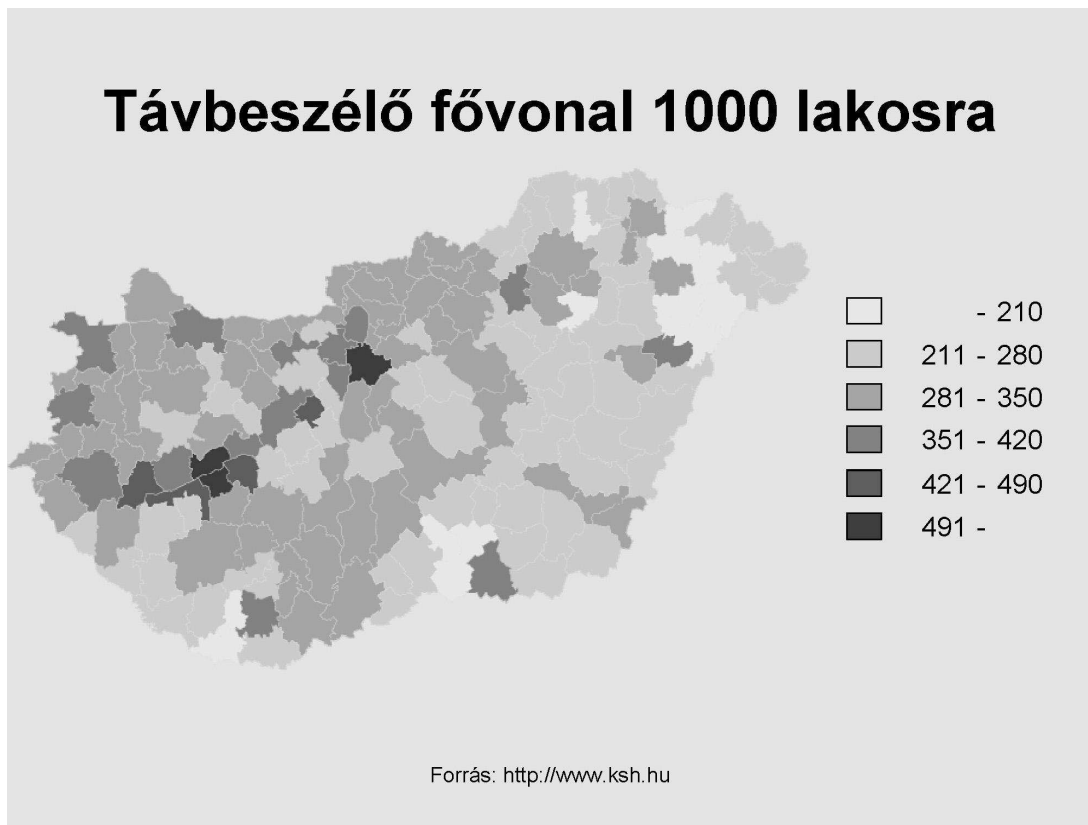 Távbeszélő fővonal 1000 lakosra
- 210
211 - 280
281 - 350
351 - 420
421 - 490
491 -
Forrás: http://www.ksh.hu